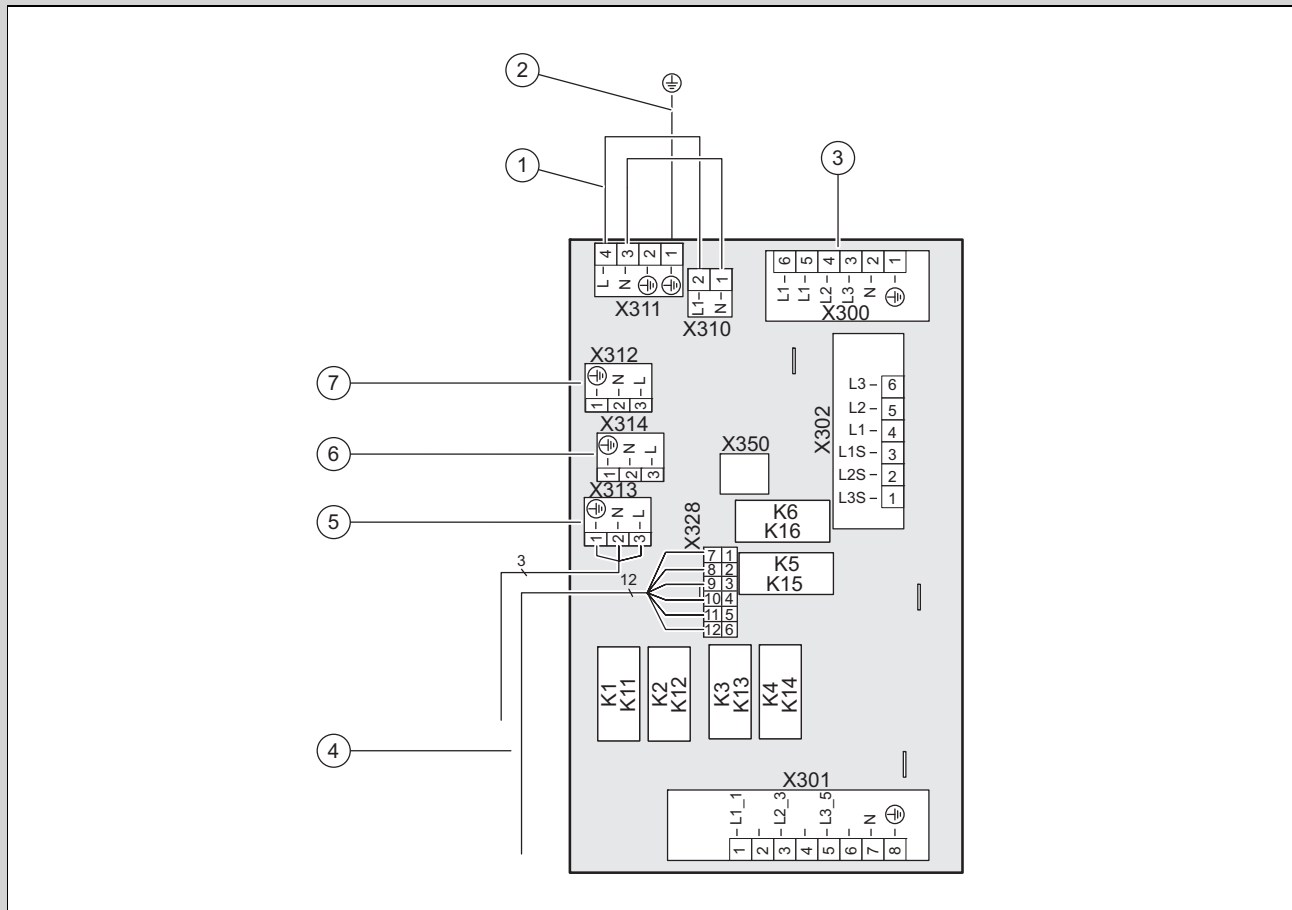 2
1
3
4 3 2 1
L – N – ⏚ – ⏚ –
X311
2 1
L1 – N –
X310
6 5 4 3 2 1
L1 – L1 – L2 – L3 – N – ⏚ –
X300
7
X312
⏚ – N – L
1 2 3
6
X314
⏚ – N – L
1 2 3
5
X313
⏚ – N – L
1 2 3
X350
X302
L3 – 6
L2 – 5
L1 – 4
L1S – 3
L2S – 2
L3S – 1
K6
K16
K5
K15
X328
7 1
8 2
9 3
10 4
11 5
12 6
3
12
K1
K11
K2
K12
K3
K13
K4
K14
4
X301
– L1_1 – – L2_3 – – L3_5 – – N – ⏚
1 2 3 4 5 6 7 8